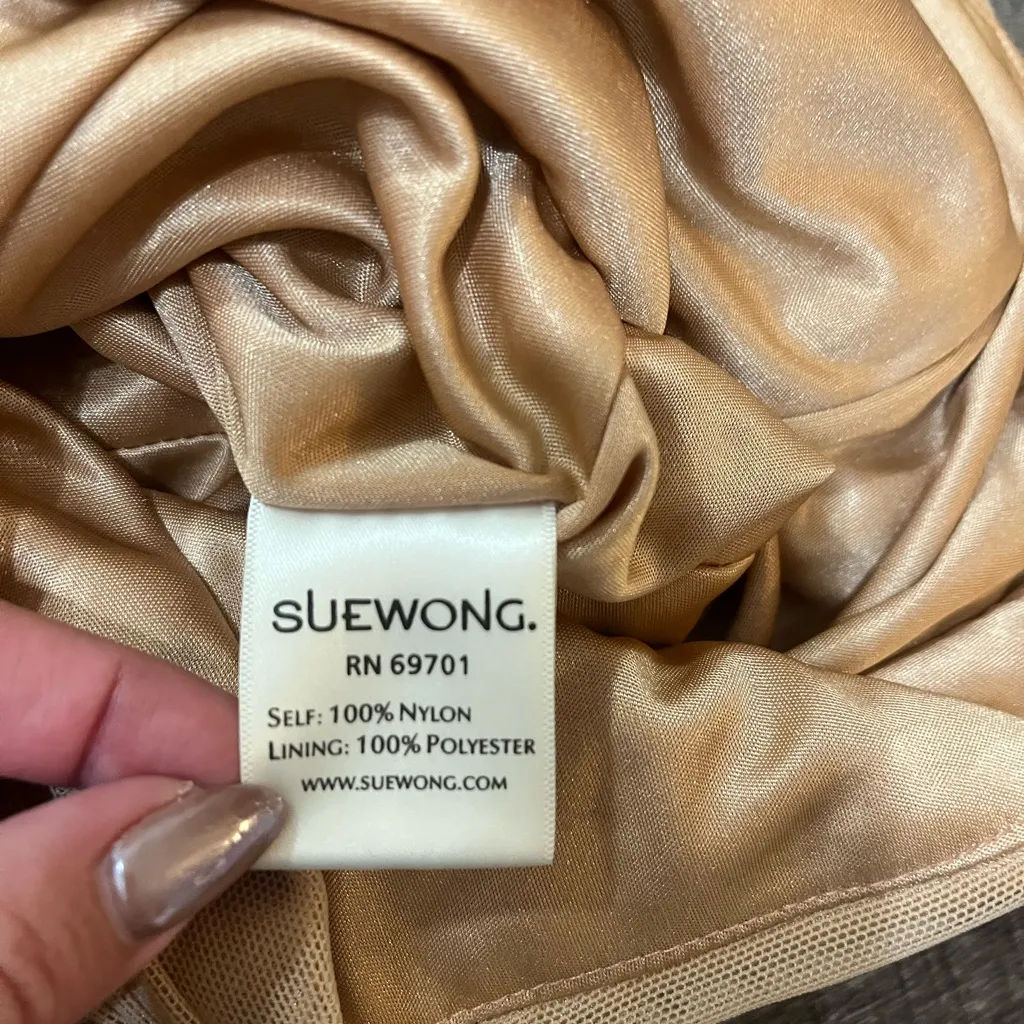 SUEWONG.
RN 69701
SELF: 100% NYLON
LINING: 100% POLYESTER
WWW.SUEWONG.COM